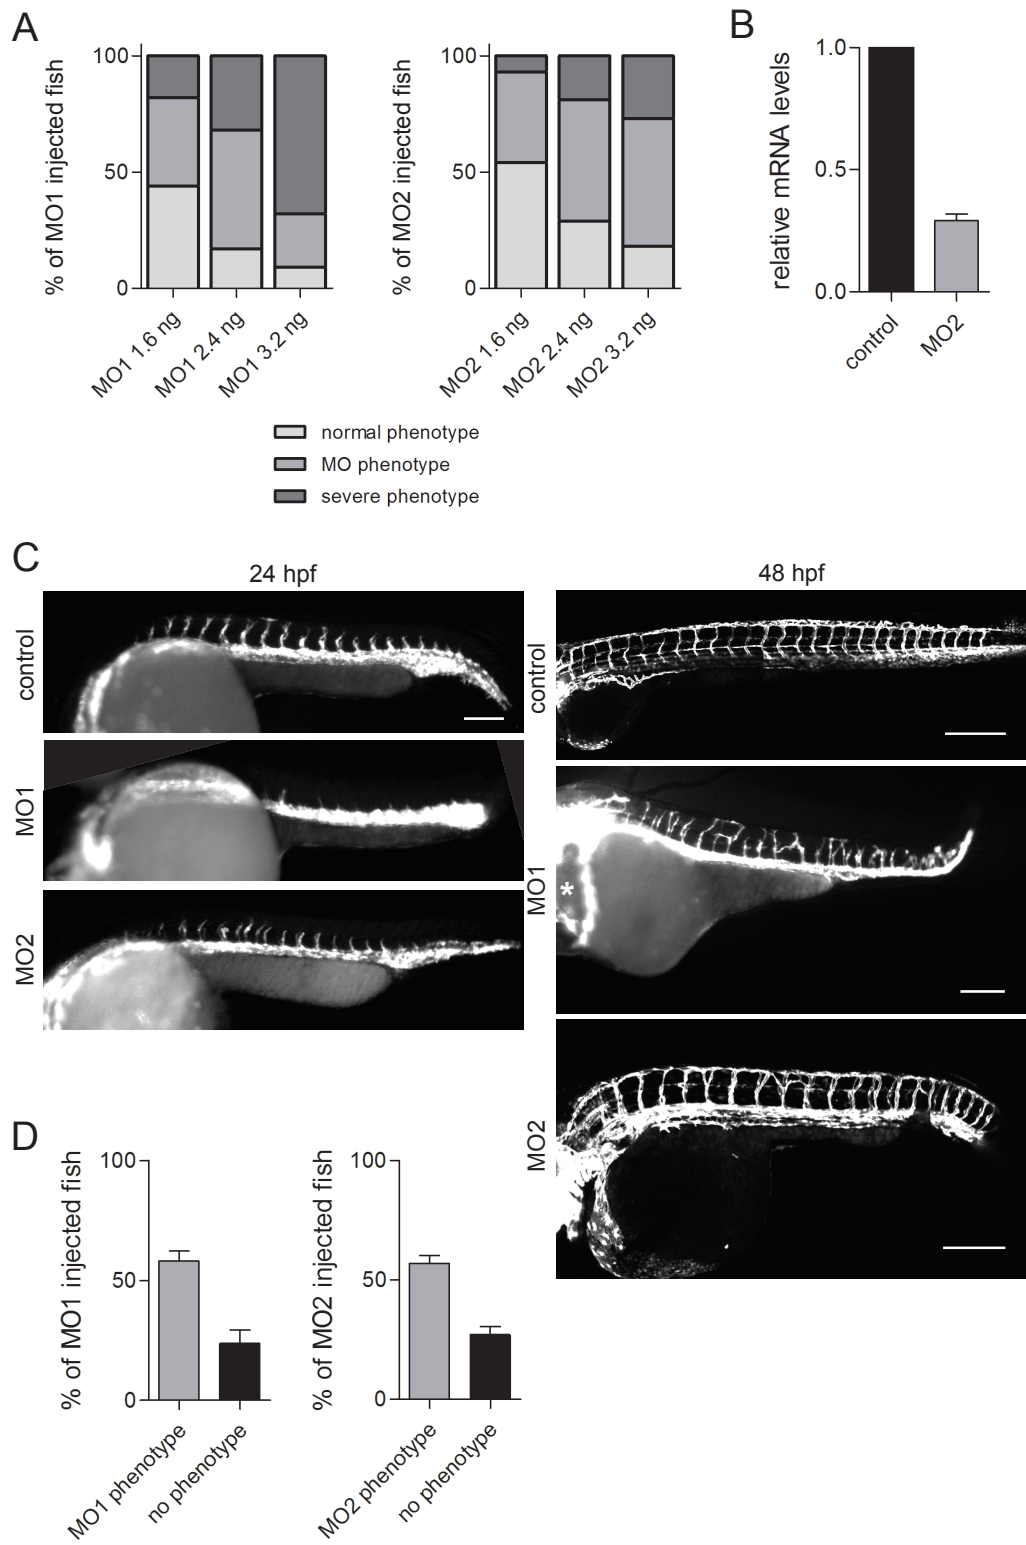 A
B
% of MO1 injected fish
100
50
0
MO1 1.6 ng
MO1 2.4 ng
MO1 3.2 ng
% of MO2 injected fish
100
50
0
MO2 1.6 ng
MO2 2.4 ng
MO2 3.2 ng
relative mRNA levels
1.0
0.5
0.0
control
MO2
normal phenotype
MO phenotype
severe phenotype
C
24 hpf
48 hpf
control
MO1
MO2
control
MO1
*
MO2
D
% of MO1 injected fish
100
50
0
MO1 phenotype
no phenotype
% of MO2 injected fish
100
50
0
MO2 phenotype
no phenotype